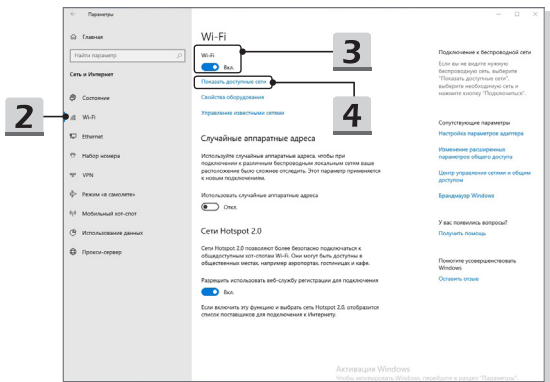 Параметры
Главная
Найти параметр
Сеть и Интернет
Состояние
2
Wi-Fi
Ethernet
Набор номера
VPN
Режим «в самолете»
Мобильный хот-спот
Использование данных
Прокси-сервер
Wi-Fi
Wi-Fi
Вкл.
3
Показать доступные сети
4
Свойства оборудования
Управление известными сетями
Случайные аппаратные адреса
Используйте случайные аппаратные адреса, чтобы при
подключении к различным беспроводным локальным сетям ваше
расположение было сложнее отследить. Этот параметр применяется
к новым подключениям.
Использовать случайные аппаратные адреса
Откл.
Сети Hotspot 2.0
Сети Hotspot 2.0 позволяют более безопасно подключаться к
общедоступным хот-спотам Wi-Fi. Они могут быть доступны в
общественных местах, например аэропортах, гостиницах и кафе.
Разрешить использовать веб-службу регистрации для подключения
Вкл.
Если включить эту функцию и выбрать сеть Hotspot 2.0, отобразится
список поставщиков для подключения к Интернету.
Подключение к беспроводной сети
Если вы не видите нужную
беспроводную сеть, выберите
"Показать доступные сети",
выберите необходимую сеть и
нажмите кнопку "Подключиться".
Сопутствующие параметры
Настройка параметров адаптера
Изменение расширенных
параметров общего доступа
Центр управления сетями и общим
доступом
Брандмауэр Windows
У вас появились вопросы?
Получить помощь
Помогите усовершенствовать
Windows
Оставить отзыв
Активация Windows
Чтобы активировать Windows, перейдите в раздел "Параметры".